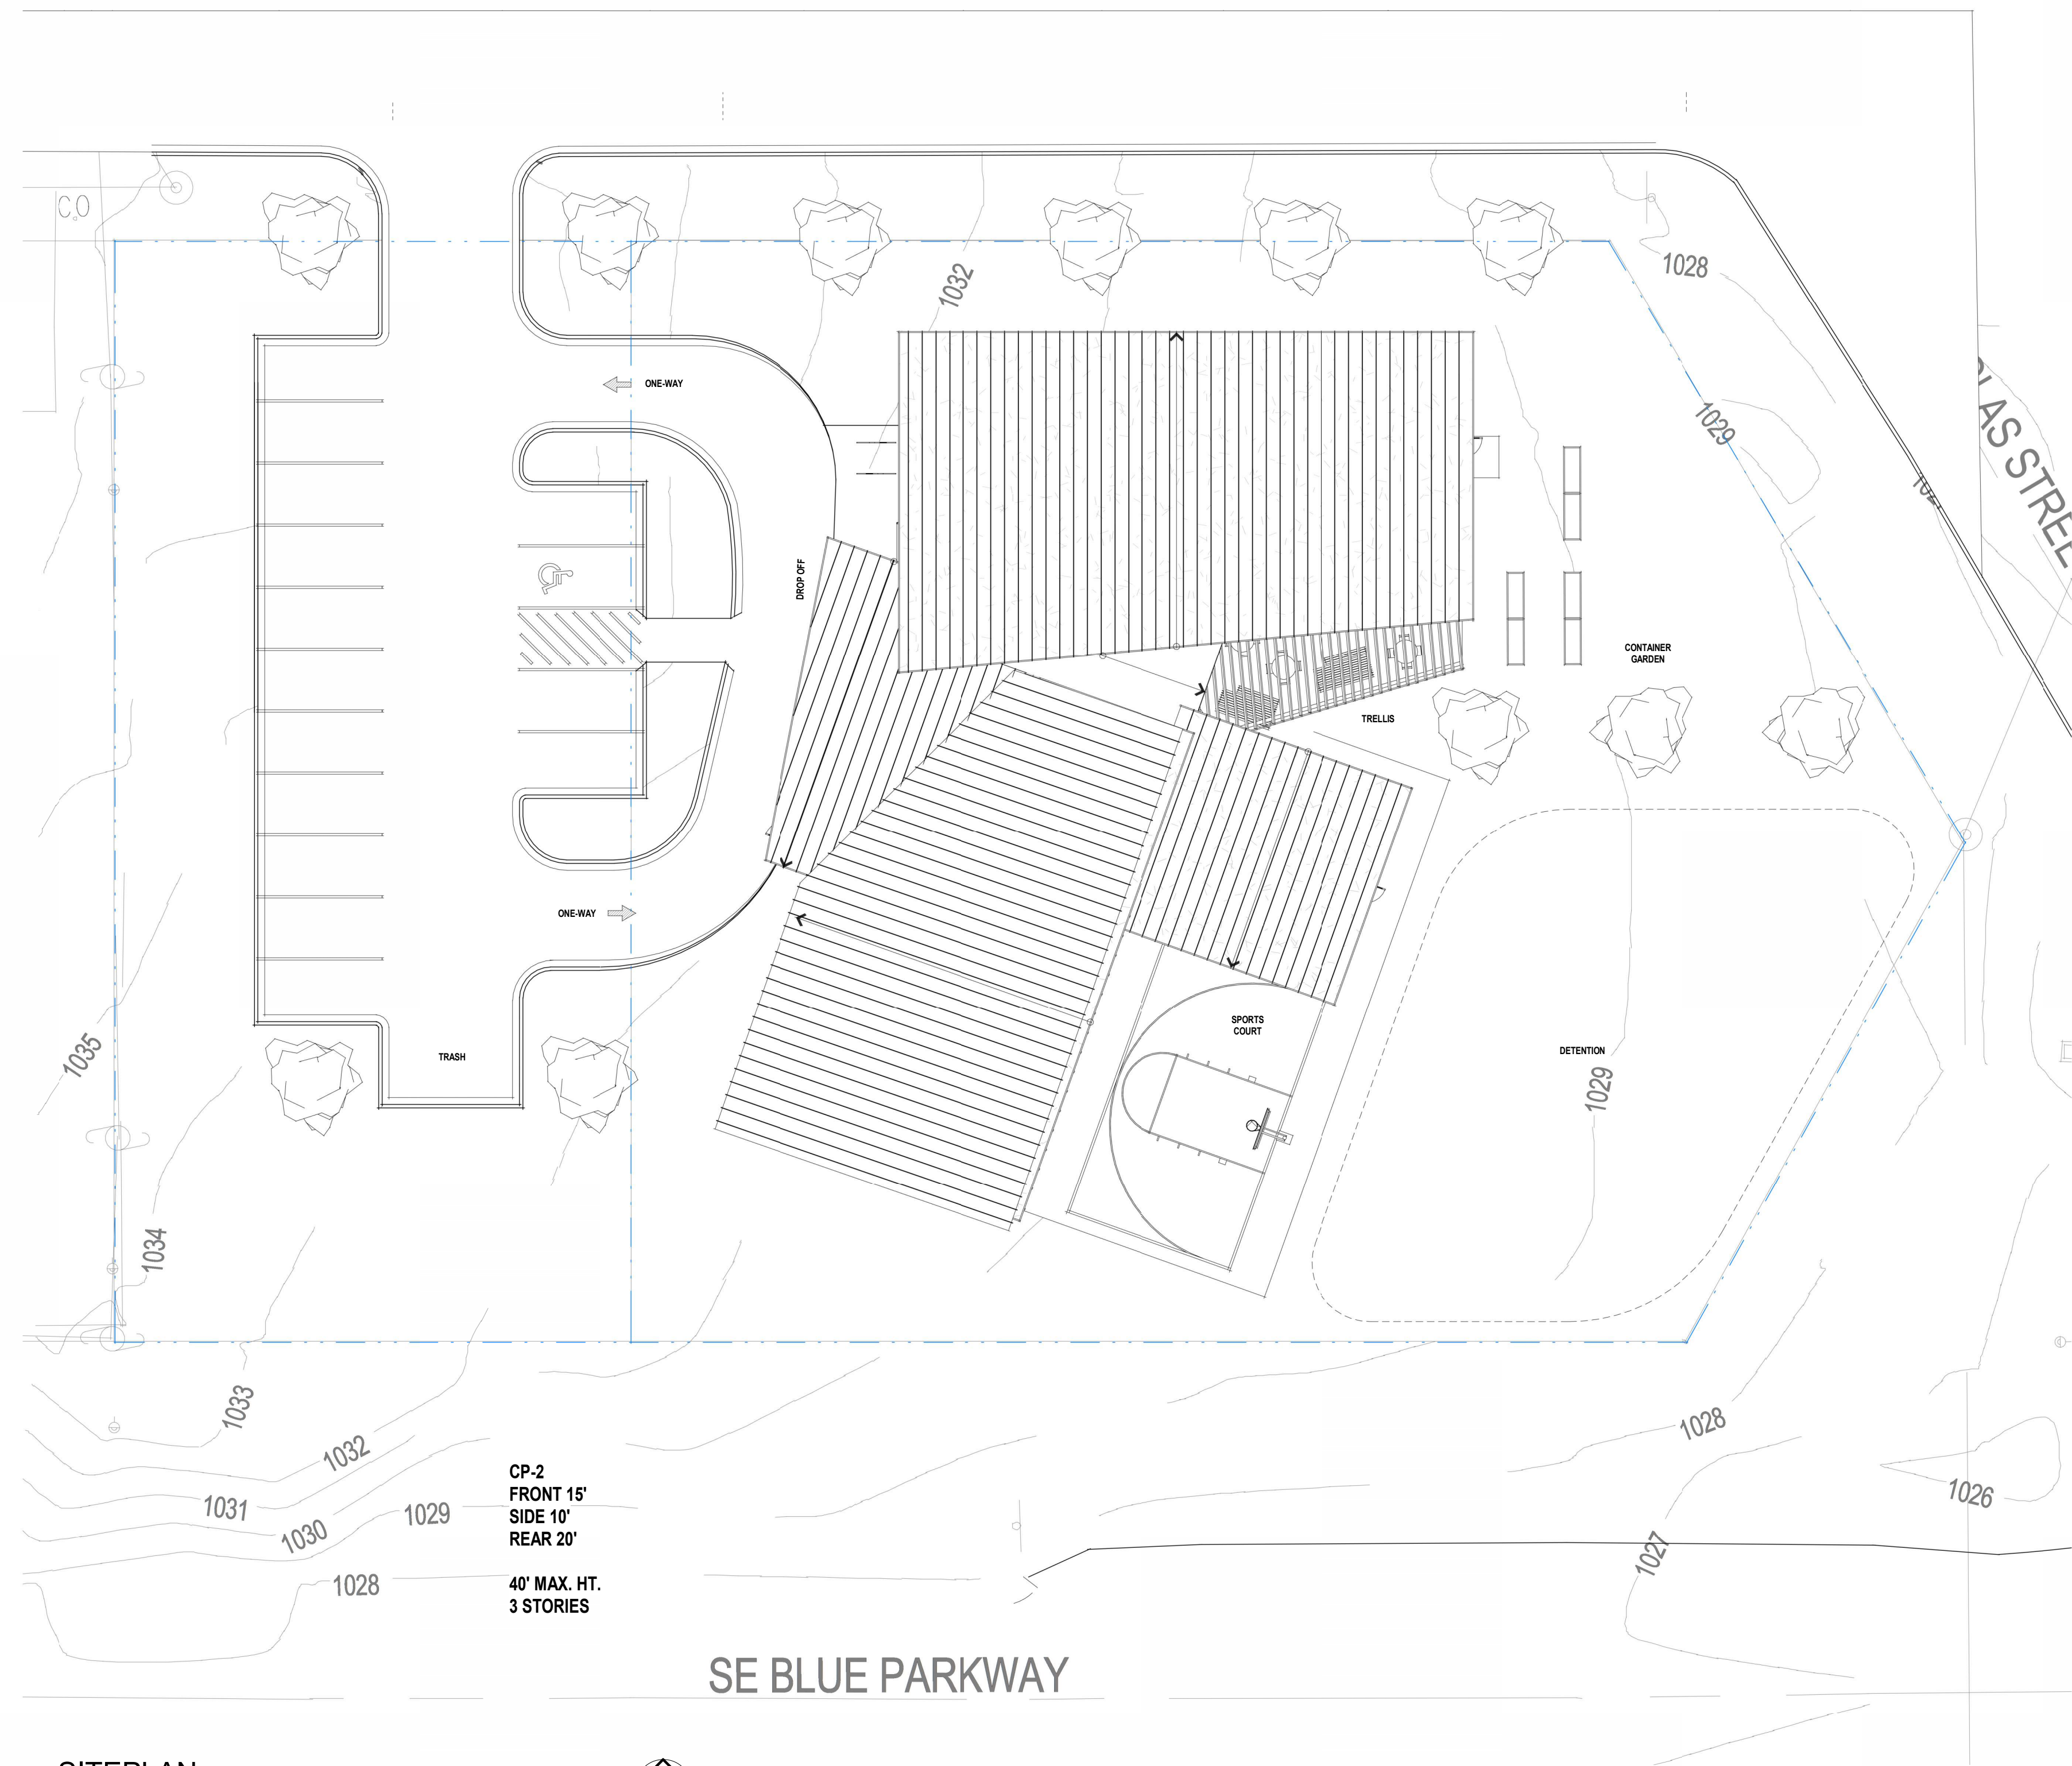 C.O
1028
1032
ONE-WAY
1029
DROP OFF
CONTAINER
GARDEN
TRELLIS
ONE-WAY
SPORTS
COURT
1035
TRASH
DETENTION
1029
1034
1033
1028
1032
CP-2
FRONT 15'
SIDE 10'
REAR 20'
1031
1030
1029
1026
1027
1028
40' MAX. HT.
3 STORIES
SE BLUE PARKWAY